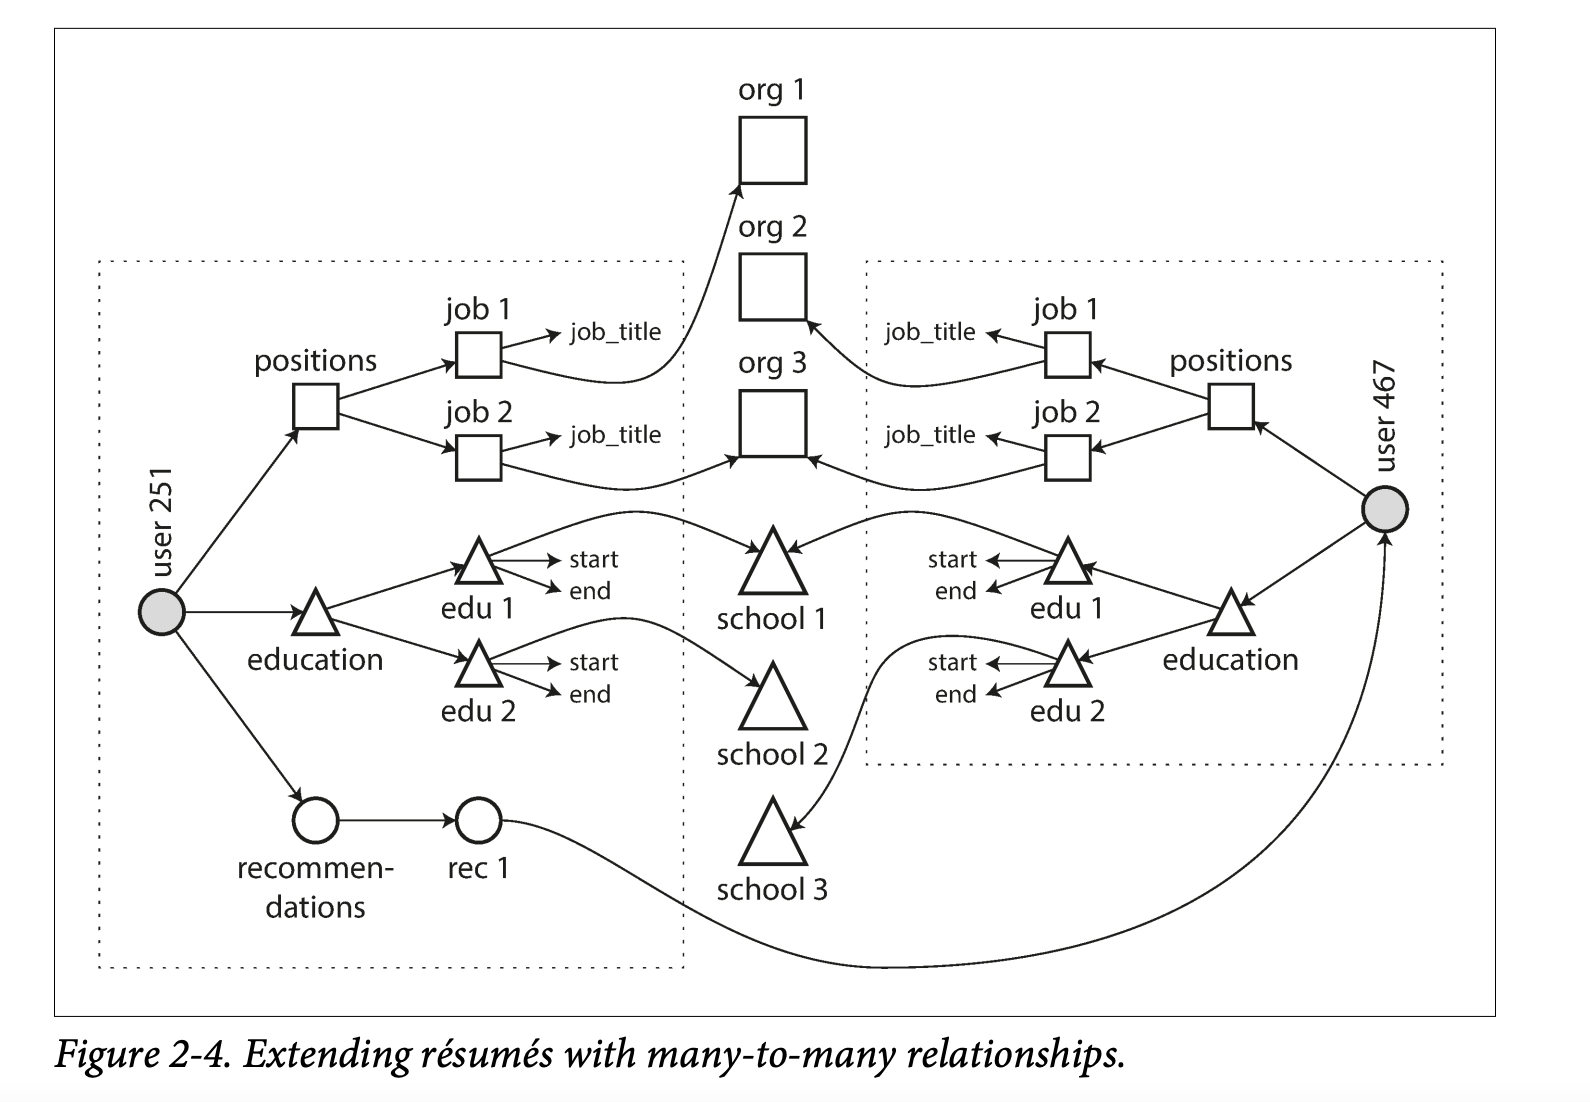 org 1
org 2
org 3
job 1
job_title
positions
job 2
job_title
user 251
edu 1
start
end
education
edu 2
start
end
recommen-
dations
rec 1
school 1
school 2
school 3
job 1
job_title
positions
job 2
job_title
user 467
edu 1
start
end
education
edu 2
start
end
Figure 2-4. Extending résumés with many-to-many relationships.